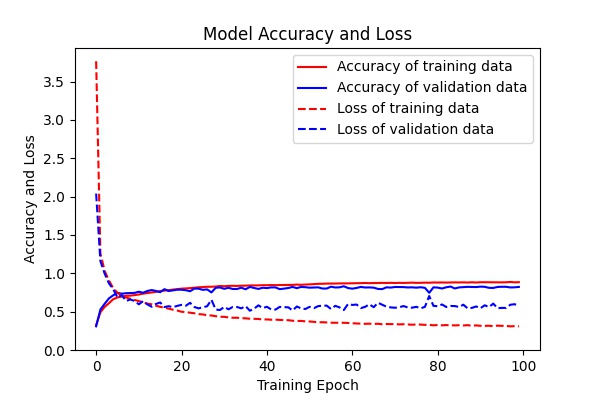 Model Accuracy and Loss
Accuracy of training data
Accuracy of validation data
Loss of training data
Loss of validation data
Accuracy and Loss
3.5
3.0
2.5
2.0
1.5
1.0
0.5
0.0
0 20 40 60 80 100
Training Epoch